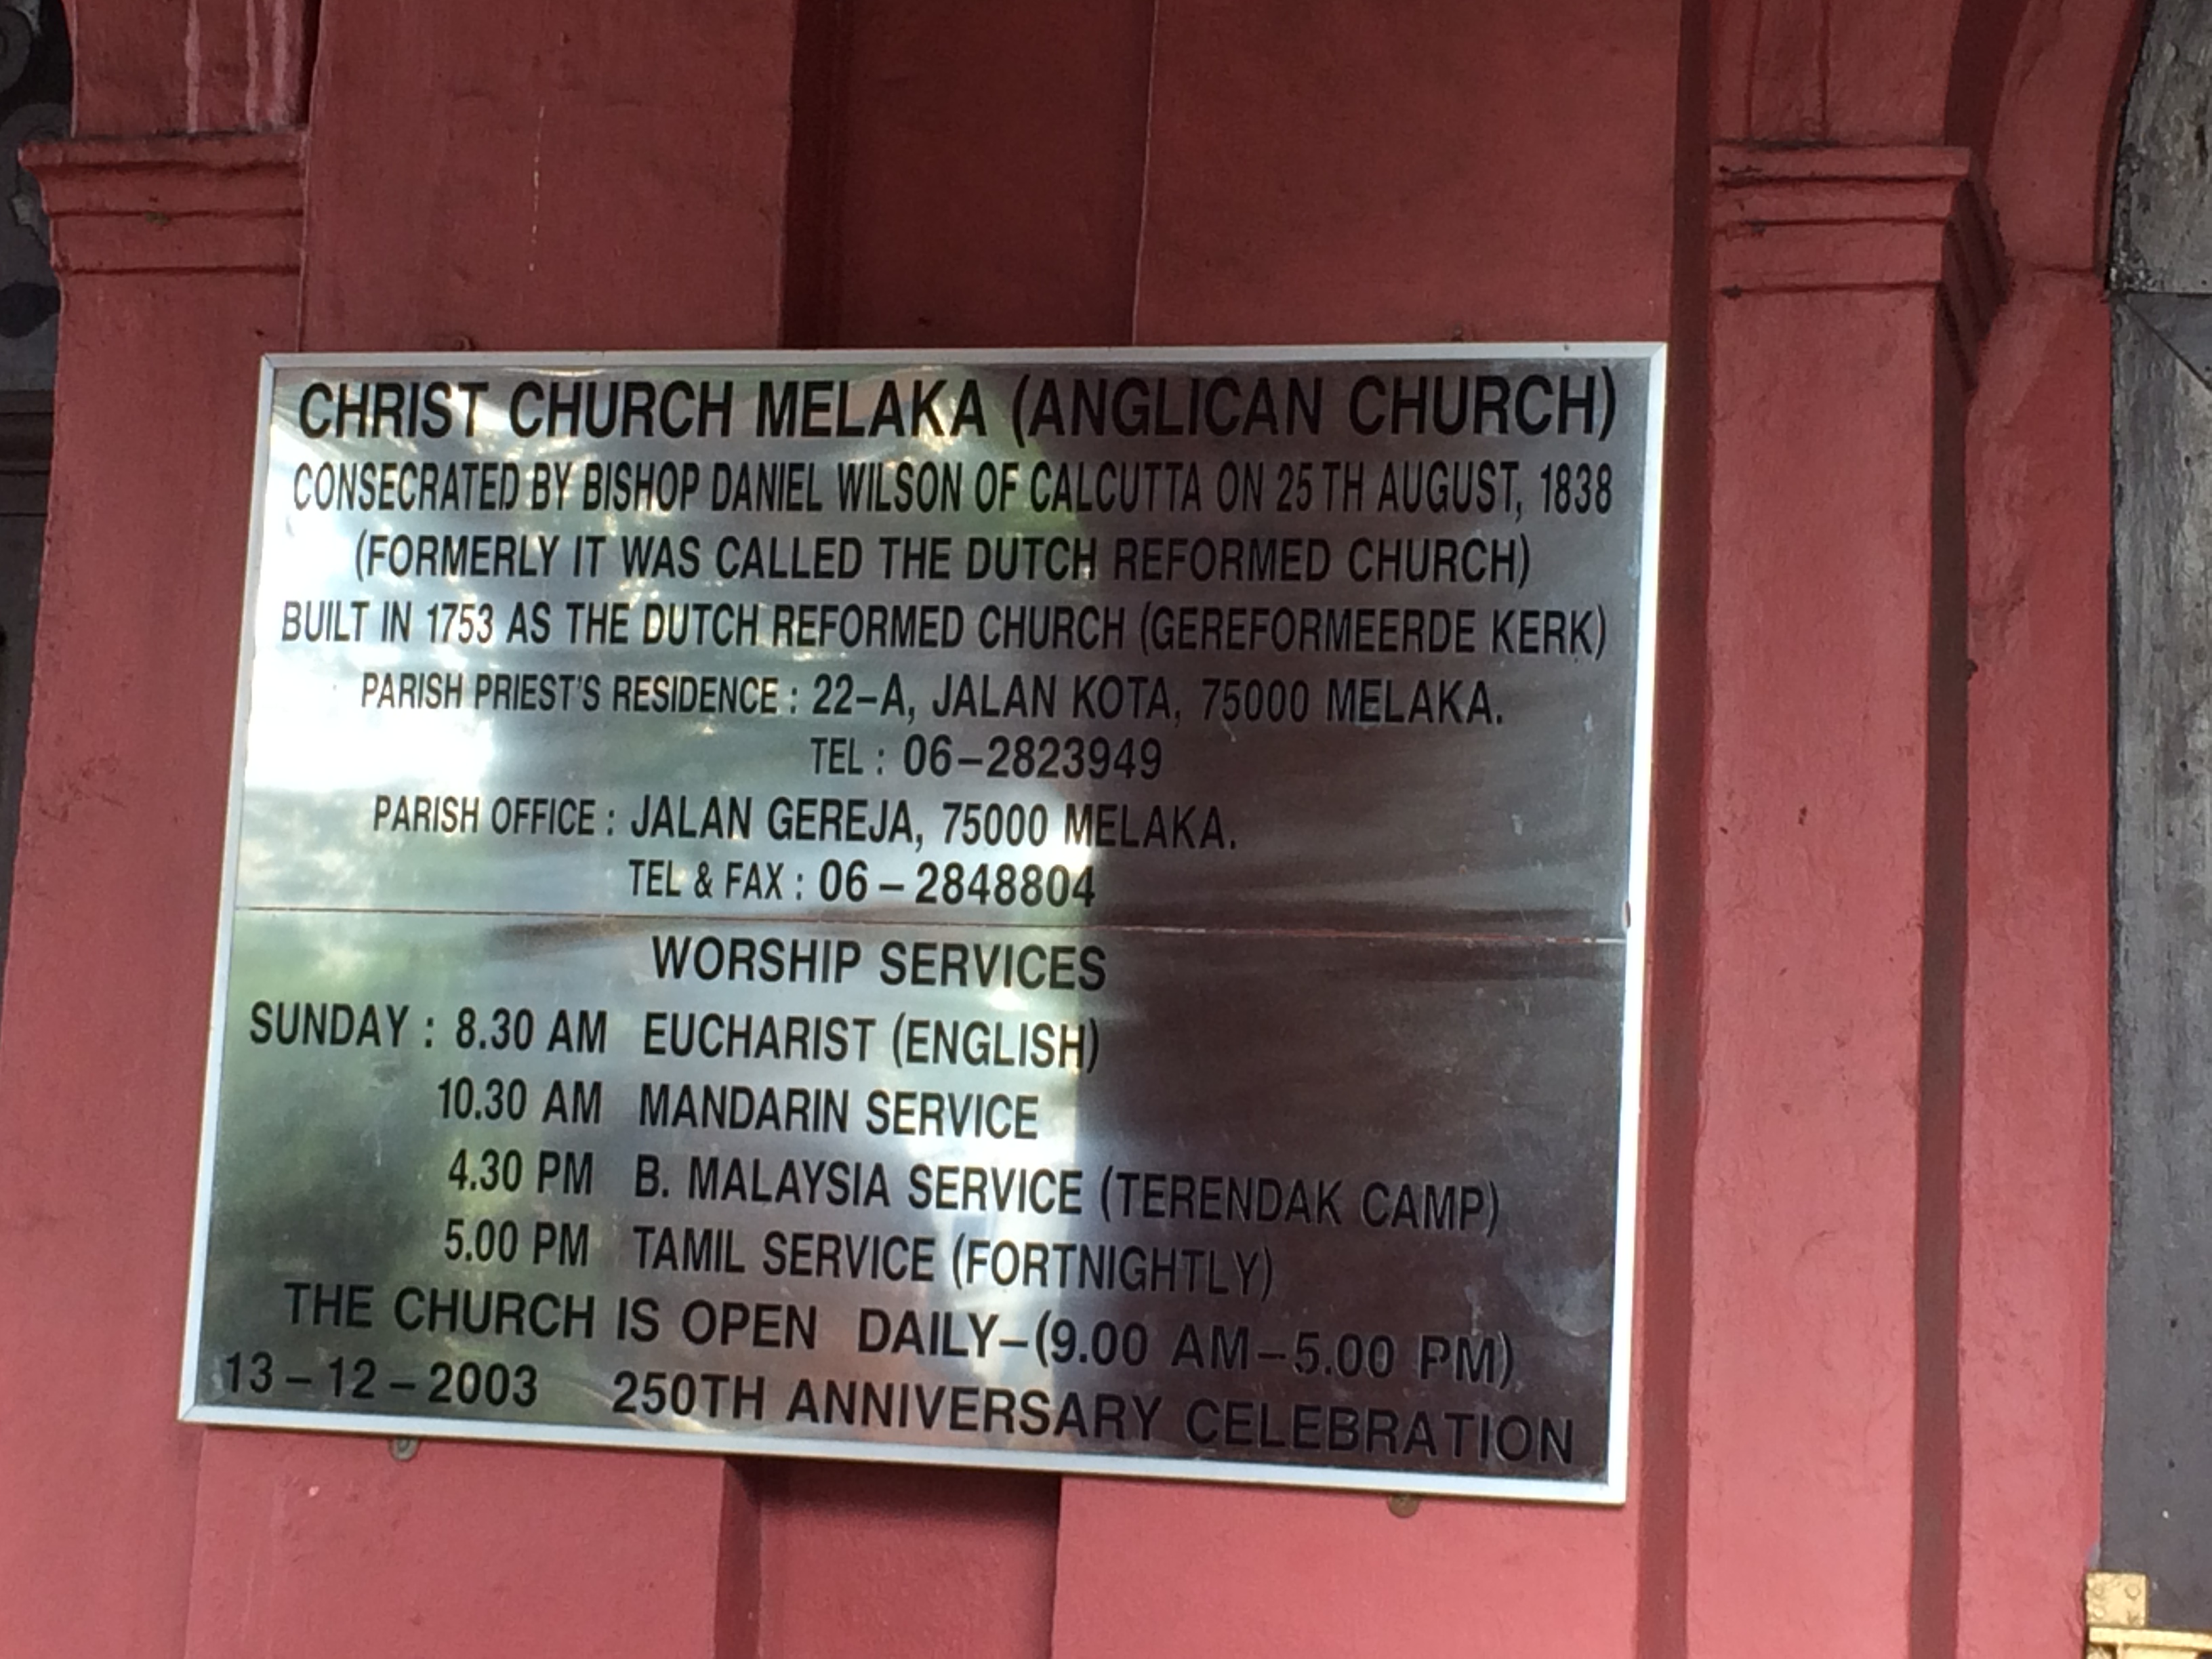 CHRIST CHURCH MELAKA (ANGLICAN CHURCH)
CONSECRATED BY BISHOP DANIEL WILSON OF CALCUTTA ON 25TH AUGUST, 1838
(FORMERLY IT WAS CALLED THE DUTCH REFORMED CHURCH)
BUILT IN 1753 AS THE DUTCH REFORMED CHURCH (GEREFORMEERDE KERK)
PARISH PRIEST'S RESIDENCE : 22-A, JALAN KOTA, 75000 MELAKA.
TEL : 06-2823949
PARISH OFFICE : JALAN GEREJA, 75000 MELAKA.
TEL & FAX : 06 - 2848804
WORSHIP SERVICES
SUNDAY : 8.30 AM EUCHARIST (ENGLISH)
10.30 AM MANDARIN SERVICE
4.30 PM B. MALAYSIA SERVICE (TERENDAK CAMP)
5.00 PM TAMIL SERVICE (FORTNIGHTLY)
THE CHURCH IS OPEN DAILY-(9.00 AM-5.00 PM)
13-12-2003 250TH ANNIVERSARY CELEBRATION